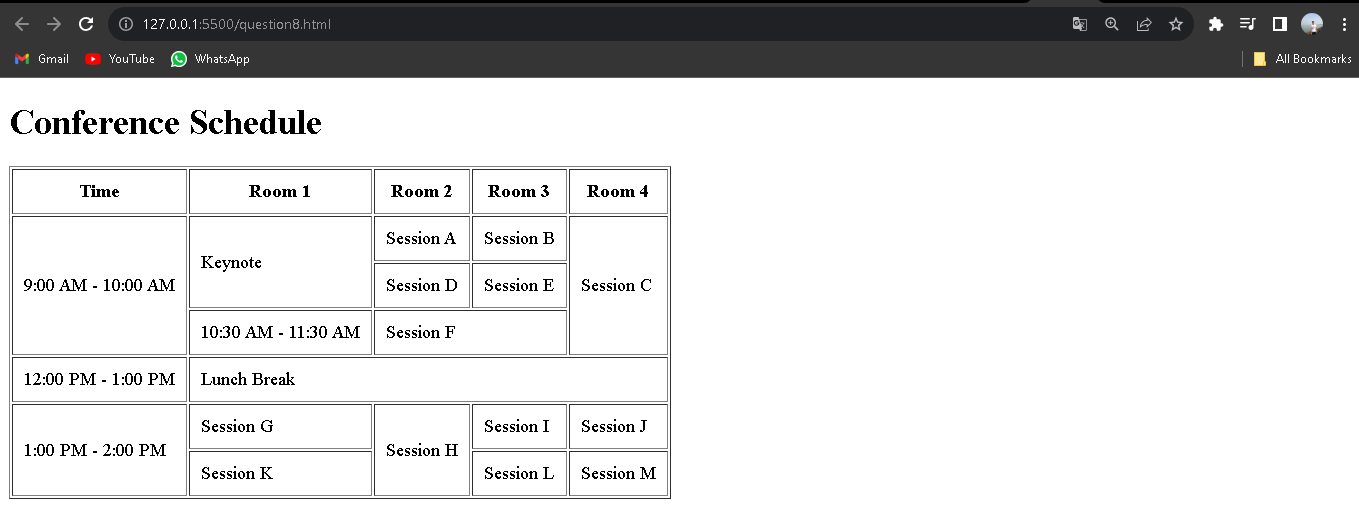 127.0.0.1:5500/question8.html
Gmail YouTube WhatsApp All Bookmarks
Conference Schedule
Time Room 1 Room 2 Room 3 Room 4
9:00 AM - 10:00 AM Keynote Session A Session B Session C
Session D Session E
10:30 AM - 11:30 AM Session F
12:00 PM - 1:00 PM Lunch Break
1:00 PM - 2:00 PM Session G Session H Session I Session J
Session K Session L Session M